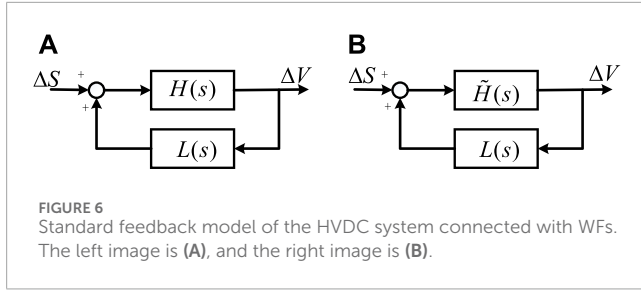 A
B
ΔS + H(s) ΔV
+
L(s)
ΔS + H̃(s) ΔV
+
L(s)
FIGURE 6
Standard feedback model of the HVDC system connected with WFs.
The left image is (A), and the right image is (B).